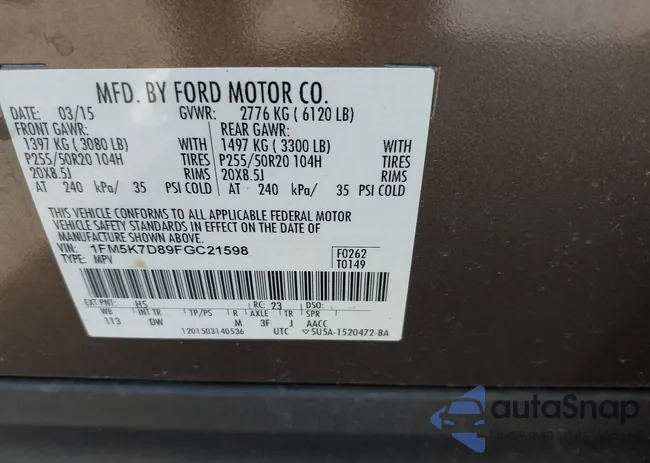 MFD. BY FORD MOTOR CO.
DATE: 03/15 GVWR: 2776 KG ( 6120 LB)
FRONT GAWR: REAR GAWR:
1397 KG ( 3080 LB) WITH 1497 KG ( 3300 LB) WITH
P255/50R20 104H TIRES P255/50R20 104H TIRES
20X8.5J RIMS 20X8.5J RIMS
AT 240 kPa/ 35 PSI COLD AT 240 kPa/ 35 PSI COLD
THIS VEHICLE CONFORMS TO ALL APPLICABLE FEDERAL MOTOR
VEHICLE SAFETY STANDARDS IN EFFECT ON THE DATE OF
MANUFACTURE SHOWN ABOVE.
VIN: 1FM5K7D89FGC21598 F0262
TYPE: MPV T0149
EXT PNT: H5 RC: 23 DSO:
WB INT TR TP/PS R AXLE TR SPR
113 DW M 3F J AACC
1201503140536 UTC 5U5A-1520472-BA
autoSnap